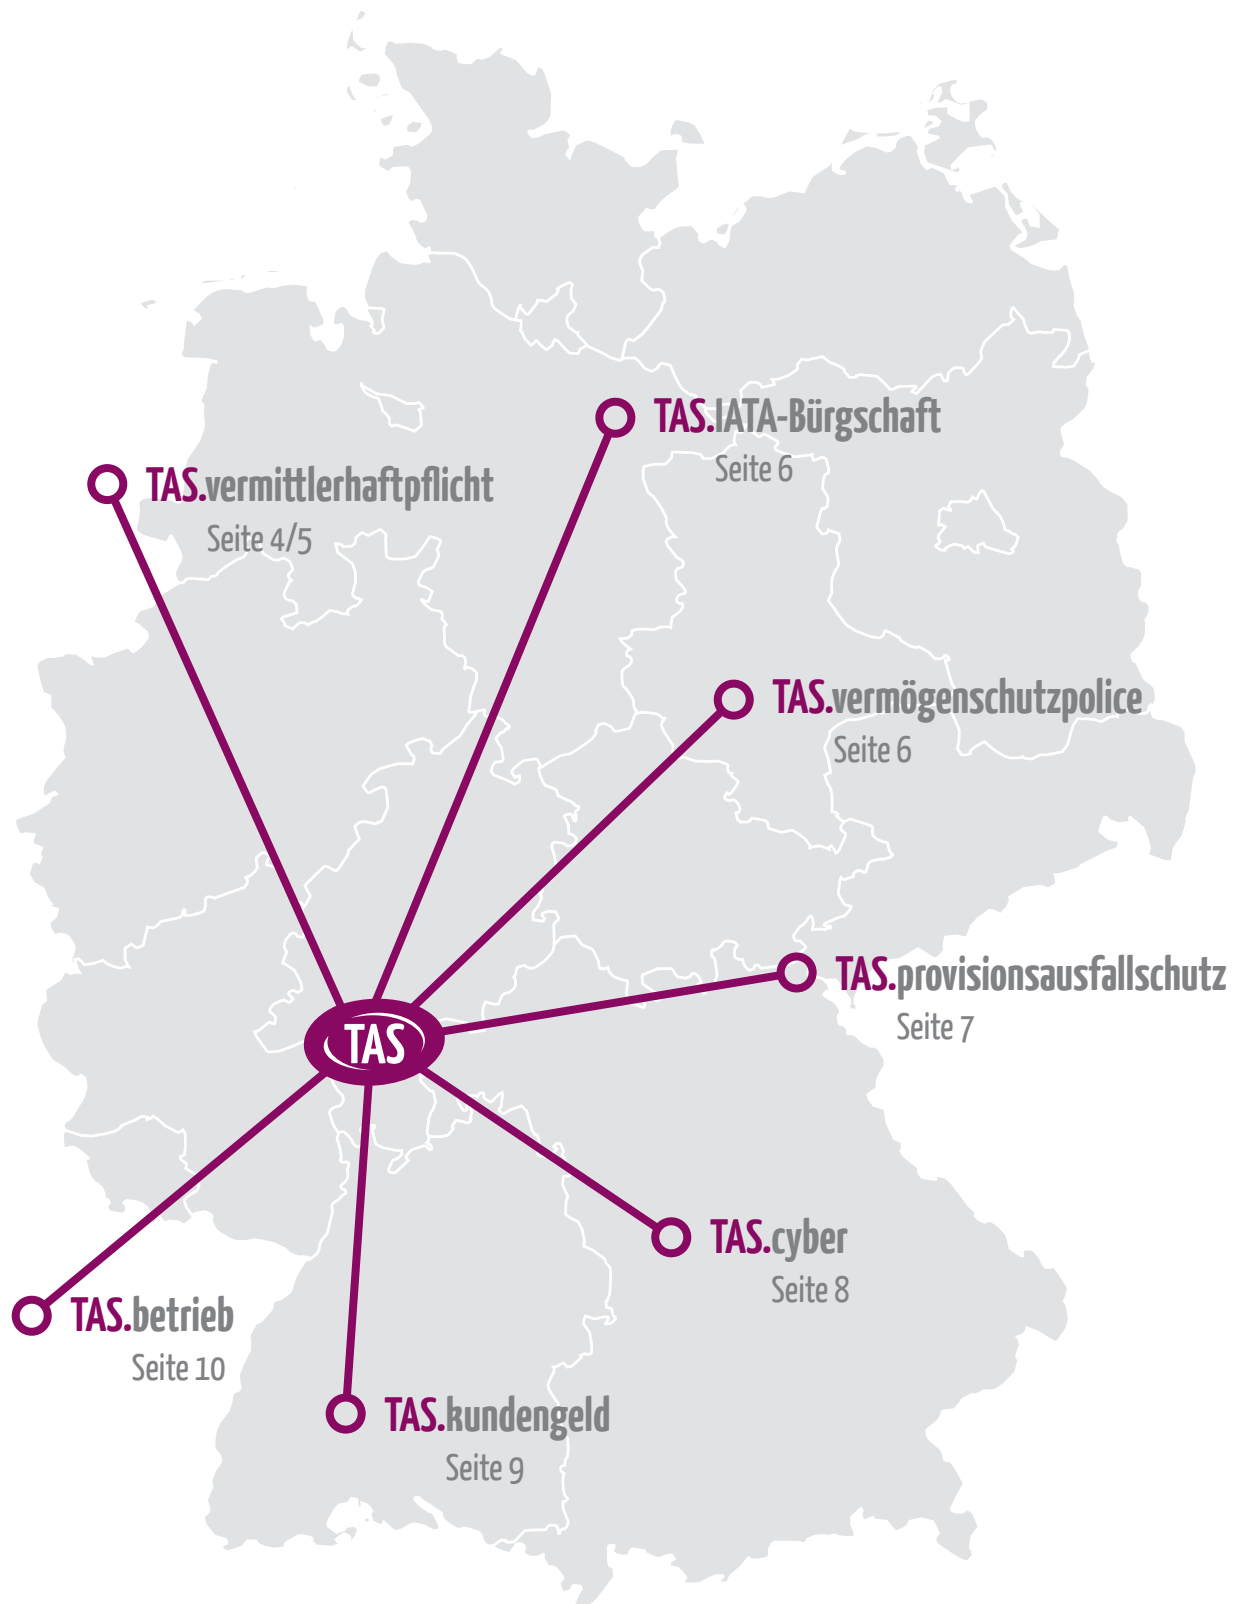 TAS.IATA-Bürgschaft
Seite 6
TAS.vermittlerhaftpflicht
Seite 4/5
TAS.vermögenschutzpolice
Seite 6
TAS.provisionsausfallschutz
Seite 7
TAS
TAS.cyber
Seite 8
TAS.betrieb
Seite 10
TAS.kundengeld
Seite 9